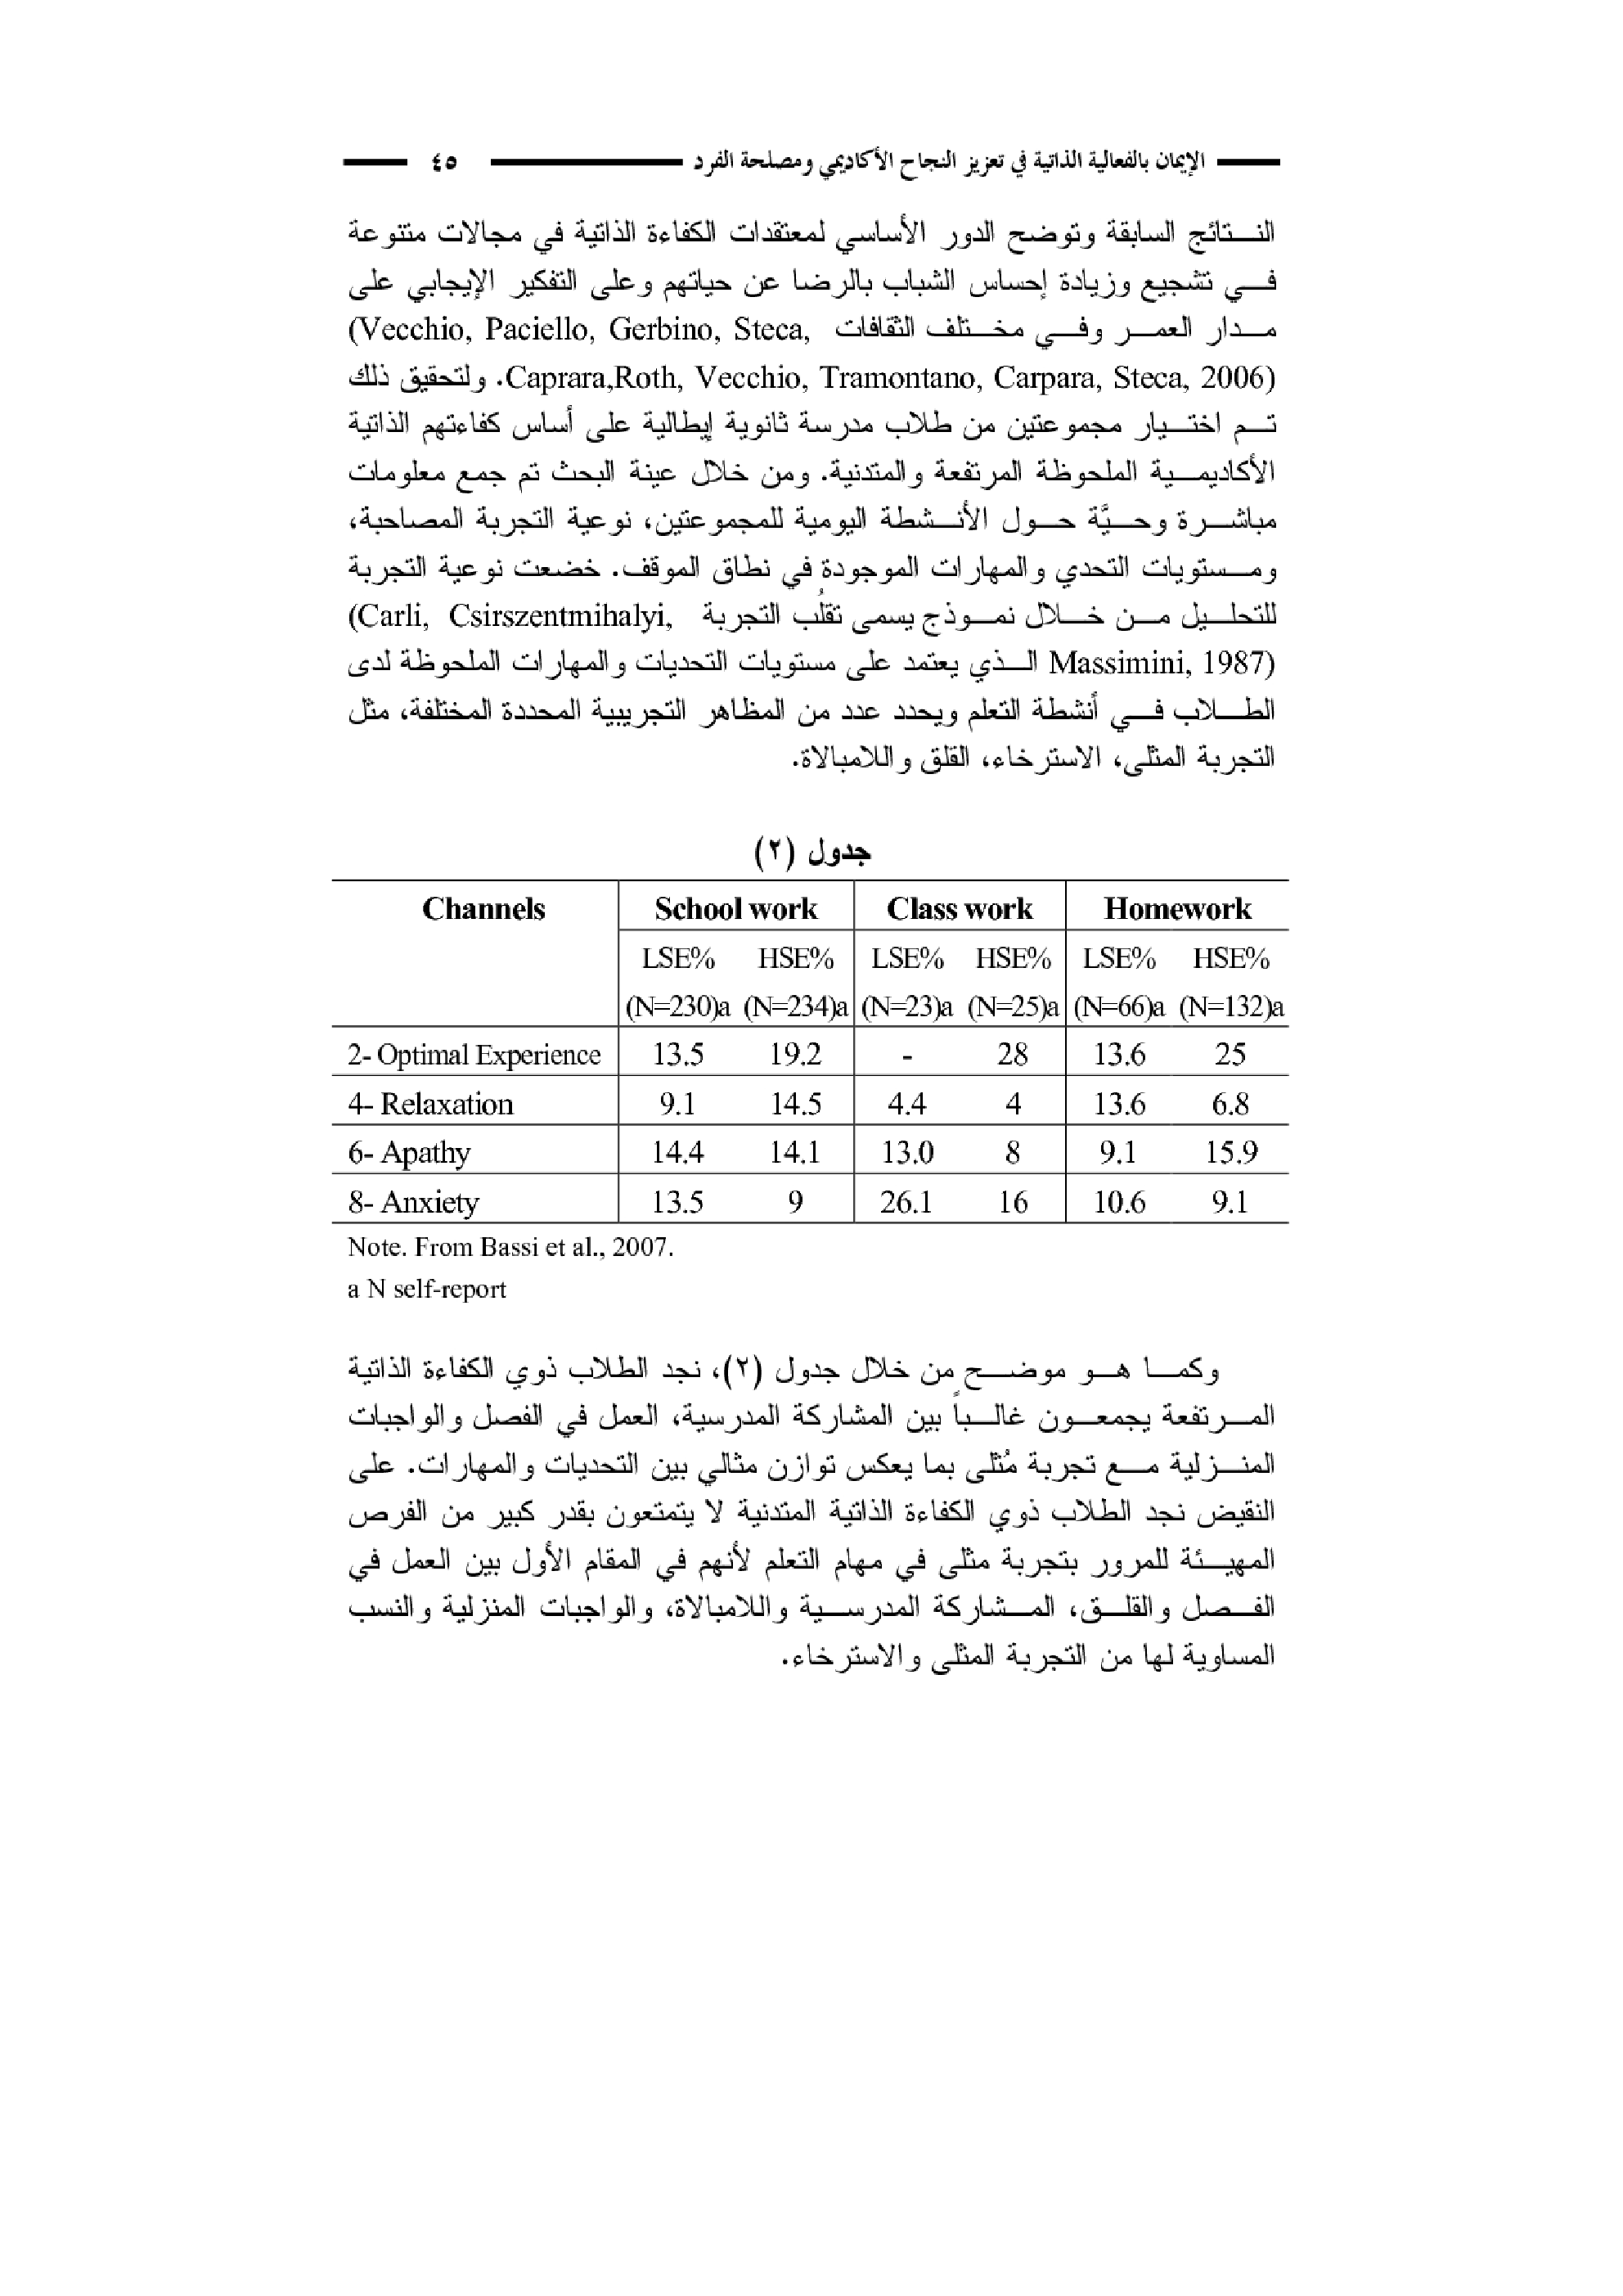 الإيمان بالفعالية الذاتية في تعزيز النجاح الأكاديمي ومصلحة الفرد ٤٥
النتائج السابقة وتوضح الدور الأساسي لمعتقدات الكفاءة الذاتية في مجالات متنوعة
في تشجيع وزيادة إحساس الشباب بالرضا عن حياتهم وعلى التفكير الإيجابي على
مدار العمر وفي مختلف الثقافات (Vecchio, Paciello, Gerbino, Steca,
Caprara,Roth, Vecchio, Tramontano, Carpara, Steca, 2006). ولتحقيق ذلك
تم اختيار مجموعتين من طلاب مدرسة ثانوية إيطالية على أساس كفاءتهم الذاتية
الأكاديمية الملحوظة المرتفعة والمتدنية. ومن خلال عينة البحث تم جمع معلومات
مباشرة وحيَّة حول الأنشطة اليومية للمجموعتين، نوعية التجربة المصاحبة،
ومستويات التحدي والمهارات الموجودة في نطاق الموقف. خضعت نوعية التجربة
للتحليل من خلال نموذج يسمى تقلُب التجربة (Carli, Csirszentmihalyi,
Massimini, 1987) الذي يعتمد على مستويات التحديات والمهارات الملحوظة لدى
الطلاب في أنشطة التعلم ويحدد عدد من المظاهر التجريبية المحددة المختلفة، مثل
التجربة المثلى، الاسترخاء، القلق واللامبالاة.
جدول (٢)
Channels School work Class work Homework
LSE% HSE% LSE% HSE% LSE% HSE%
(N=230)a (N=234)a (N=23)a (N=25)a (N=66)a (N=132)a
2- Optimal Experience 13.5 19.2 - 28 13.6 25
4- Relaxation 9.1 14.5 4.4 4 13.6 6.8
6- Apathy 14.4 14.1 13.0 8 9.1 15.9
8- Anxiety 13.5 9 26.1 16 10.6 9.1
Note. From Bassi et al., 2007.
a N self-report
وكما هو موضح من خلال جدول (٢)، نجد الطلاب ذوي الكفاءة الذاتية
المرتفعة يجمعون غالباً بين المشاركة المدرسية، العمل في الفصل والواجبات
المنزلية مع تجربة مُثلى بما يعكس توازن مثالي بين التحديات والمهارات. على
النقيض نجد الطلاب ذوي الكفاءة الذاتية المتدنية لا يتمتعون بقدر كبير من الفرص
المهيئة للمرور بتجربة مثلى في مهام التعلم لأنهم في المقام الأول بين العمل في
الفصل والقلق، المشاركة المدرسية واللامبالاة، والواجبات المنزلية والنسب
المساوية لها من التجربة المثلى والاسترخاء.